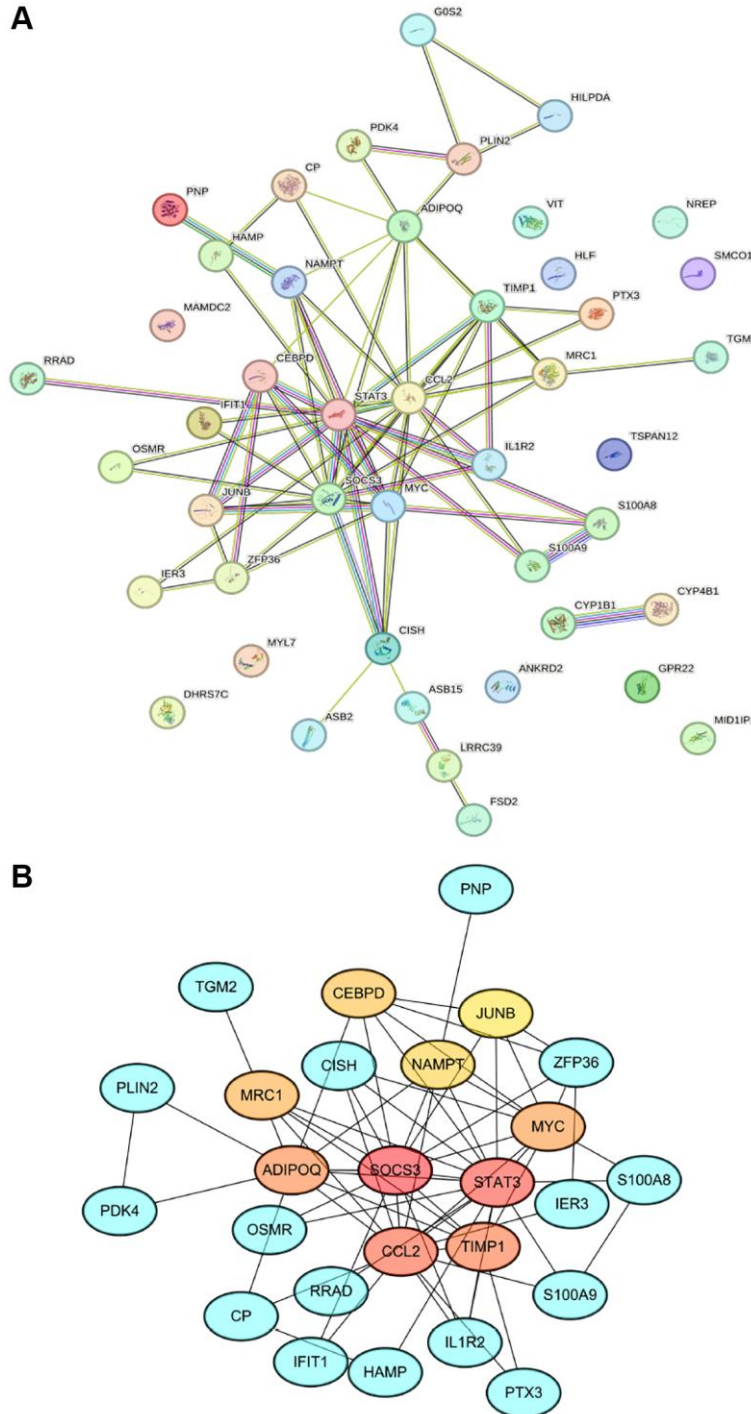 A
G0S2
HILPDA
PDK4
PLIN2
CP
PNP
ADIPOQ
VIT
NREP
HAMP
NAMPT
HLF
SMCO1
TIMP1
PTX3
MAMDC2
MRC1
TGM
RRAD
CEBPD
CCL2
STAT3
IFIT1
TSPAN12
OSMR
IL1R2
SOCS3
MYC
JUNB
S100A8
IER3
ZFP36
S100A9
CYP1B1
CYP4B1
CISH
MYL7
ANKRD2
GPR22
DHRS7C
ASB15
ASB2
MID1IP
LRRC39
FSD2
B
PNP
TGM2
CEBPD
JUNB
CISH
NAMPT
ZFP36
PLIN2
MRC1
MYC
ADIPOQ
SOCS3
STAT3
S100A8
PDK4
IER3
OSMR
CCL2
TIMP1
RRAD
S100A9
CP
IL1R2
IFIT1
HAMP
PTX3